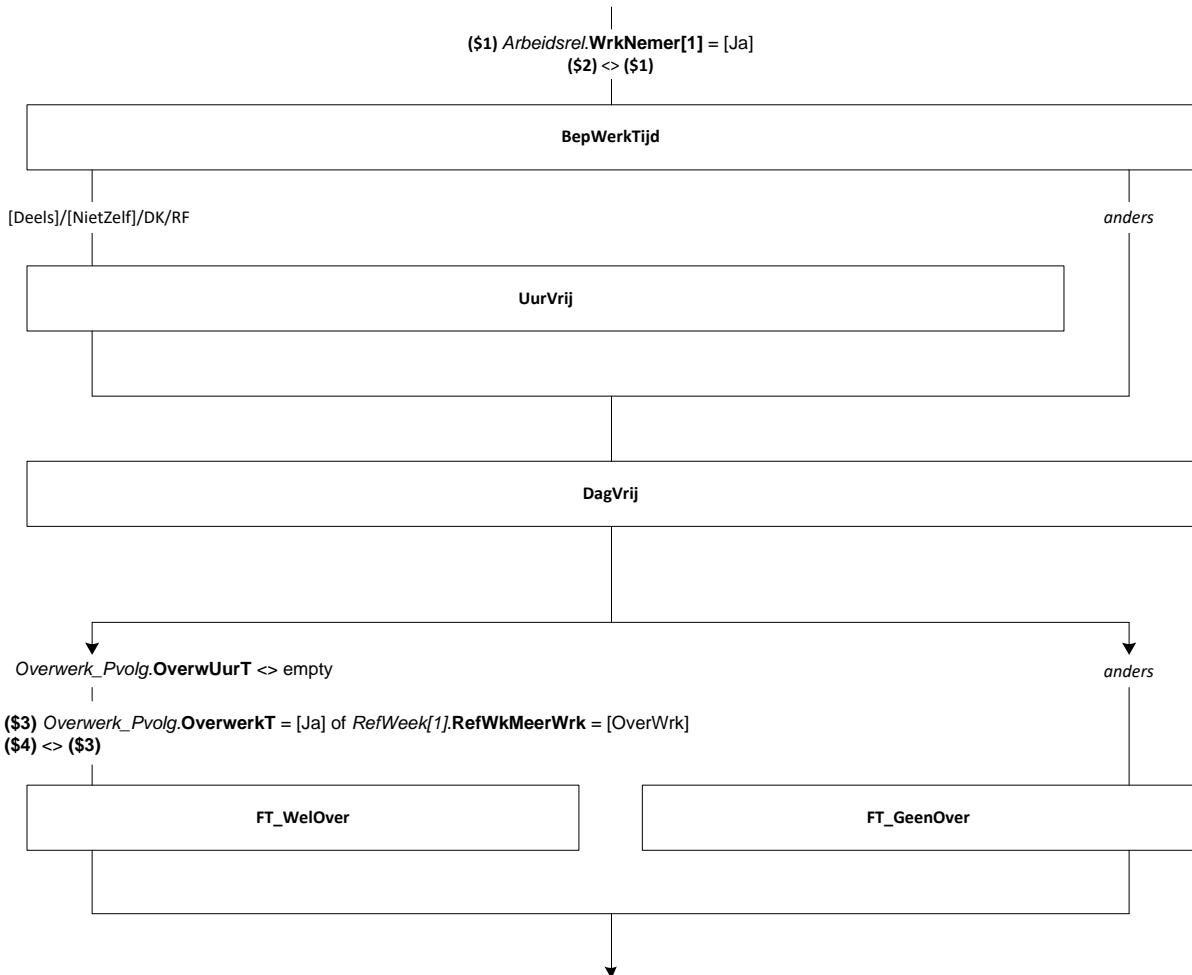 ($1) Arbeidsrel.WrkNemer[1] = [Ja]
($2) <> ($1)
BepWerkTijd
[Deels]/[NietZelf]/DK/RF
anders
UurVrij
DagVrij
Overwerk_Pvolg.OverwUurT <> empty
anders
($3) Overwerk_Pvolg.OverwerkT = [Ja] of RefWeek[1].RefWkMeerWrk = [OverWrk]
($4) <> ($3)
FT_WelOver
FT_GeenOver